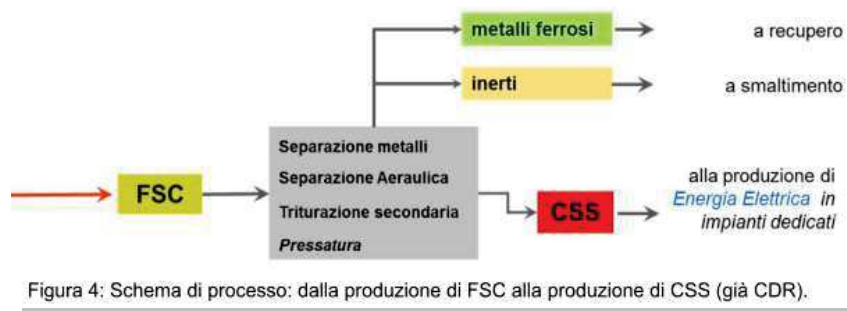 metalli ferrosi
a recupero
inerti
a smaltimento
Separazione metalli
Separazione Aeraulica
Triturazione secondaria
Pressatura
FSC
CSS
alla produzione di
Energia Elettrica in
impianti dedicati
Figura 4: Schema di processo: dalla produzione di FSC alla produzione di CSS (già CDR).